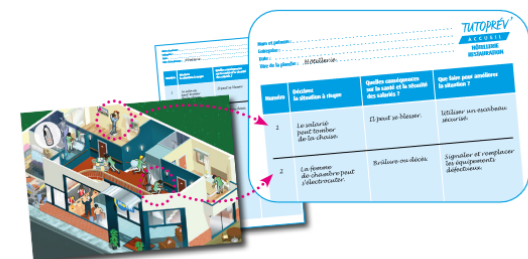 TUTOPRÉV'
ACCUEIL
HÔTELLERIE
RESTAURATION
Nom et prénom :
Entreprise :
Date :
Titre de la planche : Hôtellerie
Numéro
Décrivez
la situation à risque
Quelles conséquences
sur la santé et la sécurité
des salariés ?
Que faire pour améliorer
la situation ?
1
Le salarié
peut tomber
de la chaise.
Il peut se blesser.
Utiliser un escabeau
sécurisé.
2
La femme
de chambre peut
s'électrocuter.
Brûlure ou décès.
Signaler et remplacer
les équipements
défectueux.